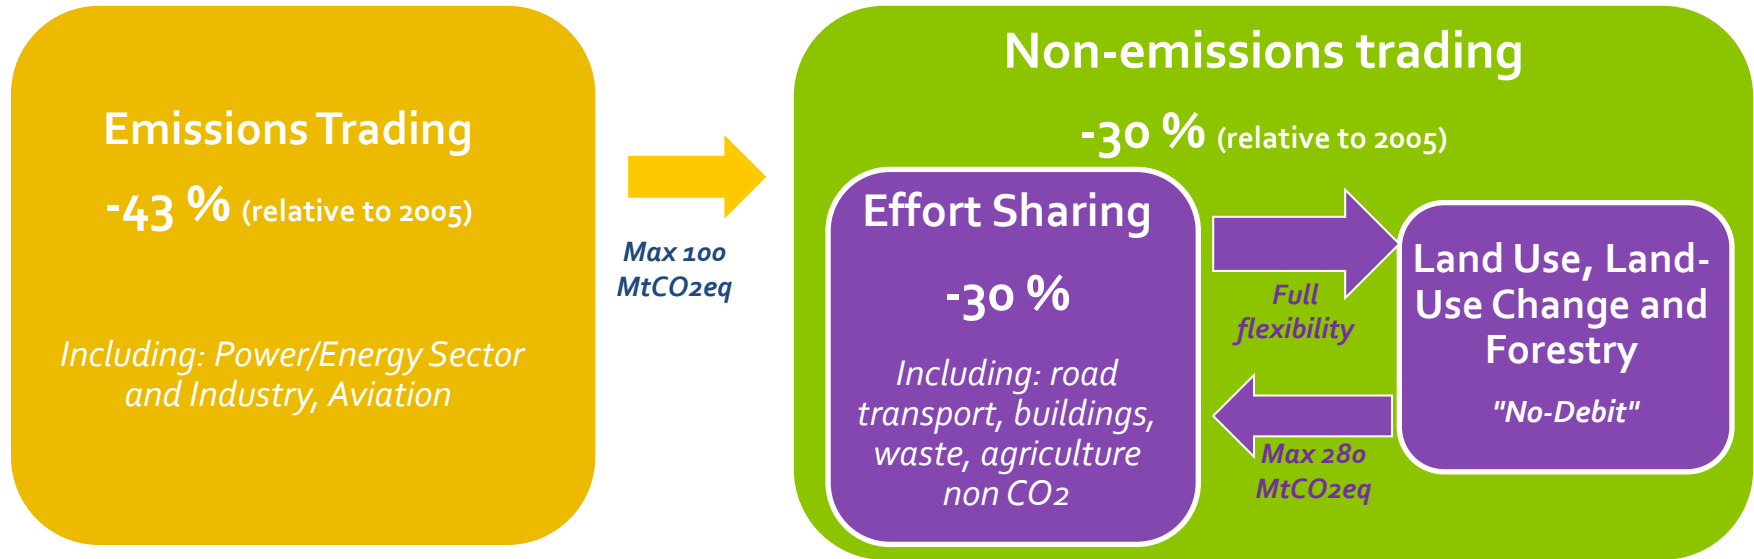 Emissions Trading
-43 % (relative to 2005)
Including: Power/Energy Sector
and Industry, Aviation
Max 100
MtCO2eq
Non-emissions trading
-30 % (relative to 2005)
Effort Sharing
-30 %
Including: road
transport, buildings,
waste, agriculture
non CO2
Full
flexibility
Max 280
MtCO2eq
Land Use, Land-
Use Change and
Forestry
"No-Debit"